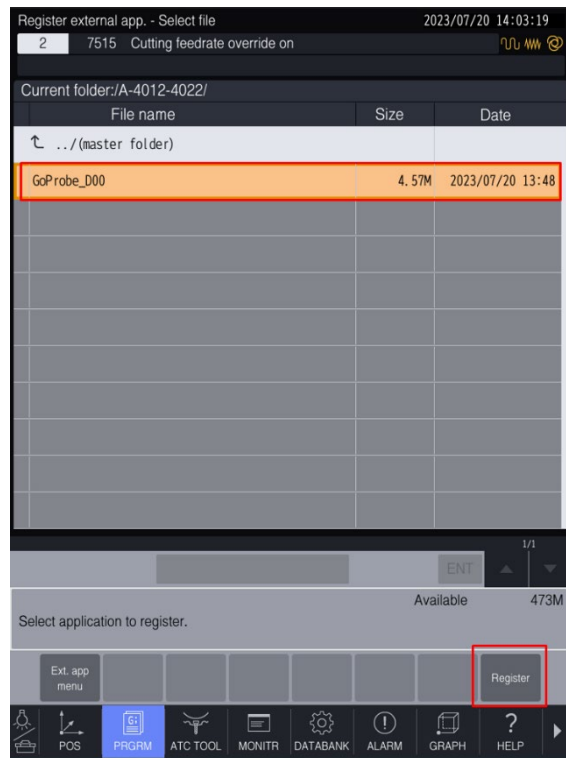 Register external app. - Select file 2023/07/20 14:03:19
2 7515 Cutting feedrate override on
Current folder:/A-4012-4022/
File name Size Date
../(master folder)
GoProbe_D00 4.57M 2023/07/20 13:48
1/1
ENT
Available 473M
Select application to register.
Ext. app
menu
Register
POS PRGRM ATC TOOL MONITR DATABANK ALARM GRAPH HELP